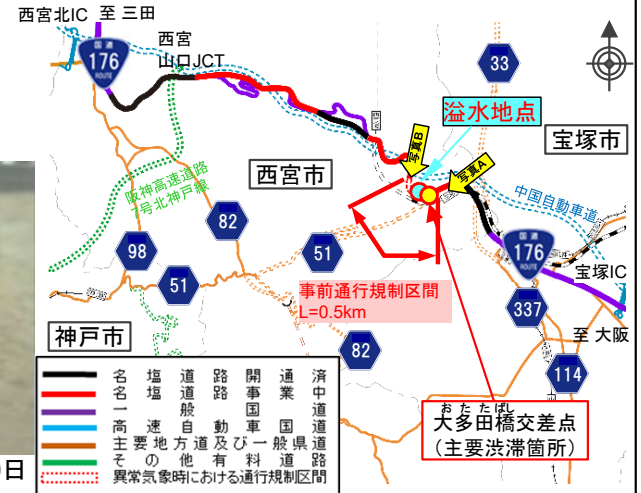 西宮北IC 至 三田
国道
176
ROUTE
西宮
山口JCT
33
溢水地点
宝塚市
写真B
写真A
西宮市
阪神高速道路
号北神戸線
中国自動車道
82
98
51
51
国道
176
ROUTE
宝塚IC
事前通行規制区間
L=0.5km
337
至 大阪
神戸市
82
114
おおたたばし
大多田橋交差点
(主要渋滞箇所)
名塩道路開通済
名塩道路事業中
一般国道
高速自動車国道
主要地方道及び一般県道
その他有料道路
異常気象時における通行規制区間
日